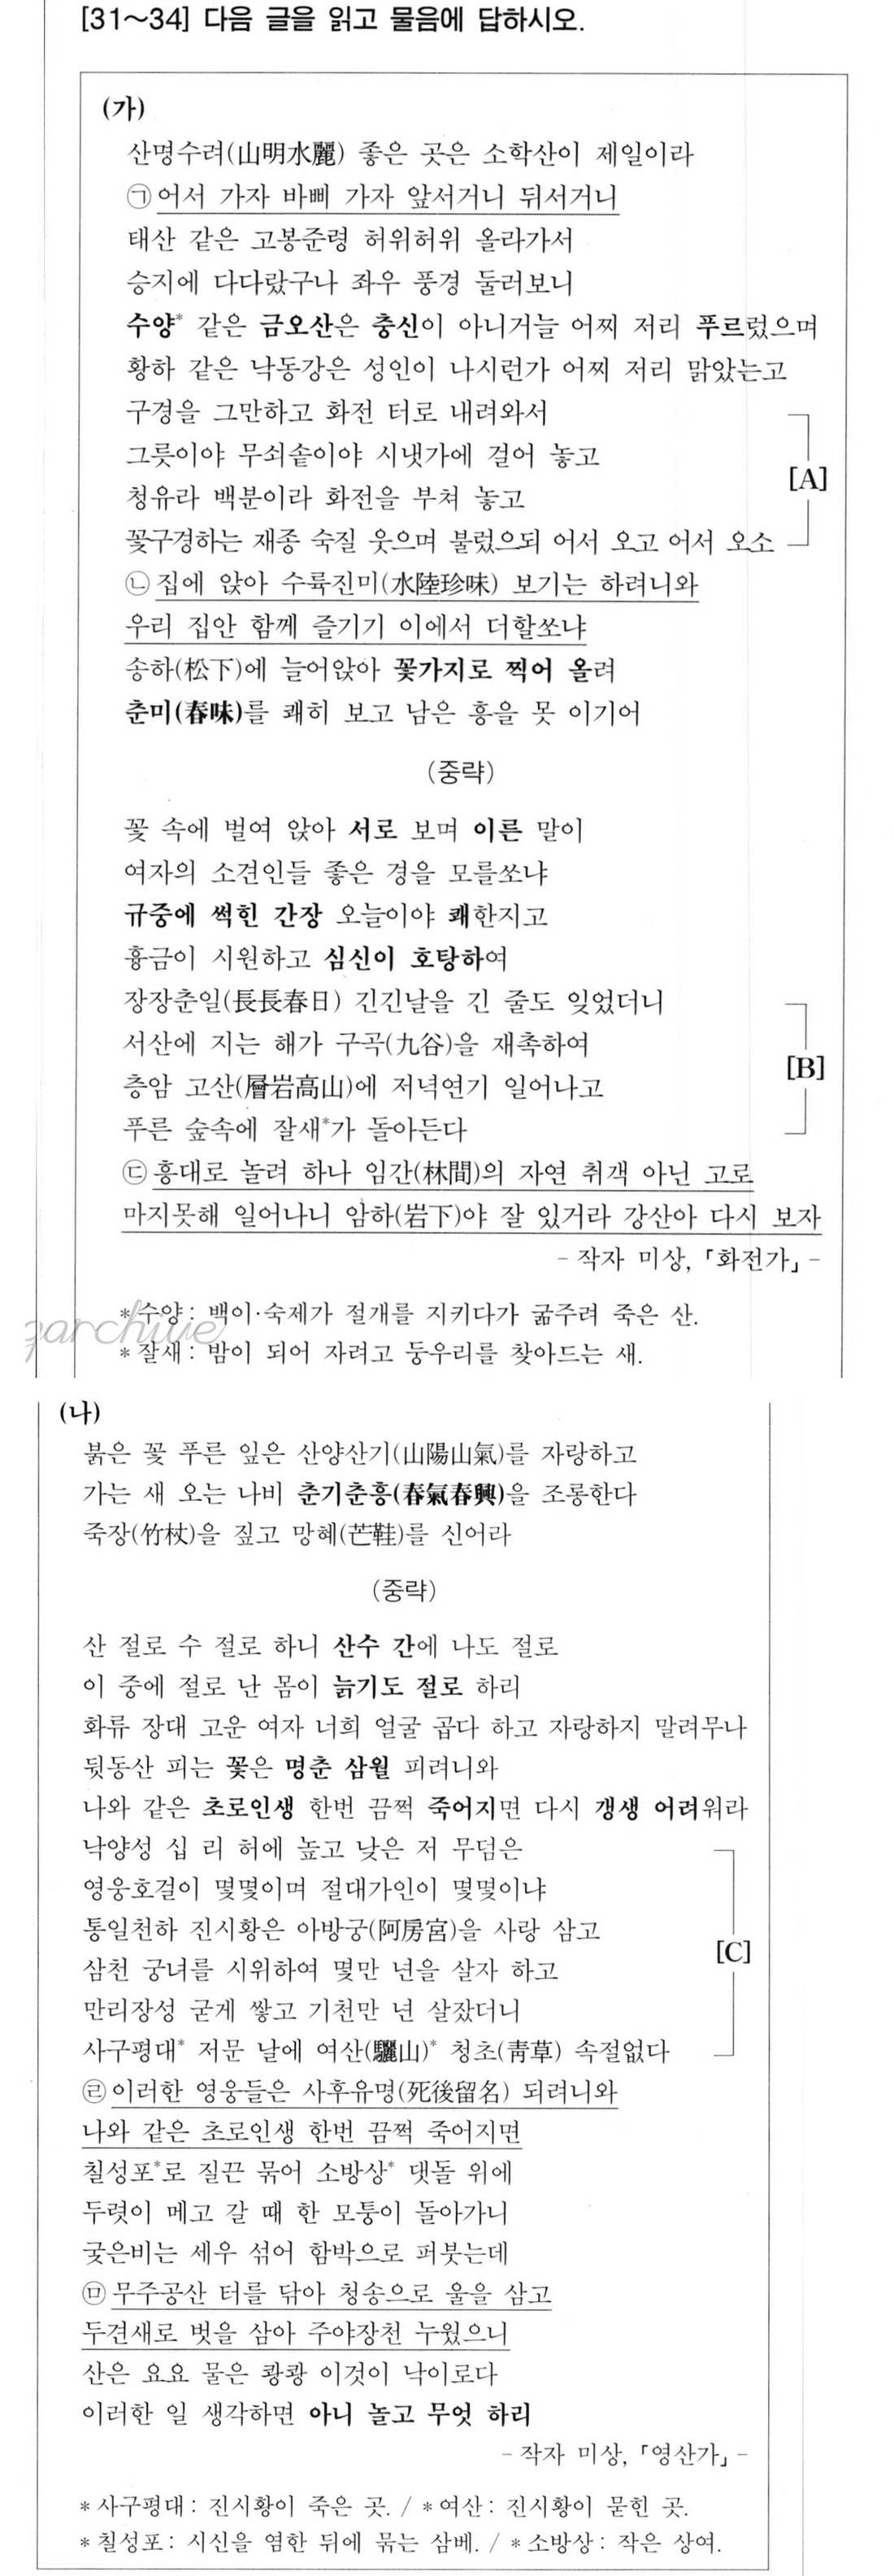 [31~34] 다음 글을 읽고 물음에 답하시오.
(가)
산명수려(山明水麗) 좋은 곳은 소학산이 제일이라
㉠어서 가자 바삐 가자 앞서거니 뒤서거니
태산 같은 고봉준령 허위허위 올라가서
승지에 다다랐구나 좌우 풍경 둘러보니
수양* 같은 금오산은 충신이 아니거늘 어찌 저리 푸르렀으며
황하 같은 낙동강은 성인이 나시런가 어찌 저리 맑았는고
구경을 그만하고 화전 터로 내려와서
그릇이야 무쇠솥이야 시냇가에 걸어 놓고
[A]
청유라 백분이라 화전을 부쳐 놓고
꽃구경하는 재종 숙질 웃으며 불렀으되 어서 오고 어서 오소
㉡집에 앉아 수륙진미(水陸珍味) 보기는 하려니와
우리 집안 함께 즐기기 이에서 더할쏘냐
송하(松下)에 늘어앉아 꽃가지로 찍어 올려
춘미(春味)를 쾌히 보고 남은 흥을 못 이기어
(중략)
꽃 속에 벌여 앉아 서로 보며 이른 말이
여자의 소견인들 좋은 경을 모를쏘냐
규중에 썩힌 간장 오늘이야 쾌한지고
흉금이 시원하고 심신이 호탕하여
장장춘일(長長春日) 긴긴날을 긴 줄도 잊었더니
서산에 지는 해가 구곡(九谷)을 재촉하여
[B]
층암 고산(層岩高山)에 저녁연기 일어나고
푸른 숲속에 잘새*가 돌아든다
㉢흥대로 놀려 하나 임간(林間)의 자연 취객 아닌 고로
마지못해 일어나니 암하(岩下)야 잘 있거라 강산아 다시 보자
- 작자 미상, 「화전가」 -
*수양: 백이·숙제가 절개를 지키다가 굶주려 죽은 산.
*잘새: 밤이 되어 자려고 둥우리를 찾아드는 새.
(나)
붉은 꽃 푸른 잎은 산양산기(山陽山氣)를 자랑하고
가는 새 오는 나비 춘기춘흥(春氣春興)을 조롱한다
죽장(竹杖)을 짚고 망혜(芒鞋)를 신어라
(중략)
산 절로 수 절로 하니 산수 간에 나도 절로
이 중에 절로 난 몸이 늙기도 절로 하리
화류 장대 고운 여자 너희 얼굴 곱다 하고 자랑하지 말려무나
뒷동산 피는 꽃은 명춘 삼월 피려니와
나와 같은 초로인생 한번 끔쩍 죽어지면 다시 갱생 어려워라
낙양성 십 리 허에 높고 낮은 저 무덤은
영웅호걸이 몇몇이며 절대가인이 몇몇이냐
통일천하 진시황은 아방궁(阿房宮)을 사랑 삼고
[C]
삼천 궁녀를 시위하여 몇만 년을 살자 하고
만리장성 굳게 쌓고 기천만 년 살잤더니
사구평대* 저문 날에 여산(驪山)* 청초(靑草) 속절없다
㉣이러한 영웅들은 사후유명(死後留名) 되려니와
나와 같은 초로인생 한번 끔쩍 죽어지면
칠성포*로 질끈 묶어 소방상* 댓돌 위에
두렷이 메고 갈 때 한 모퉁이 돌아가니
궂은비는 세우 섞어 함박으로 퍼붓는데
㉤무주공산 터를 닦아 청송으로 울을 삼고
두견새로 벗을 삼아 주야장천 누웠으니
산은 요요 물은 쾅쾅 이것이 낙이로다
이러한 일 생각하면 아니 놀고 무엇 하리
- 작자 미상, 「영산가」 -
*사구평대: 진시황이 죽은 곳. / *여산: 진시황이 묻힌 곳.
*칠성포: 시신을 염한 뒤에 묶는 삼베. / *소방상: 작은 상여.